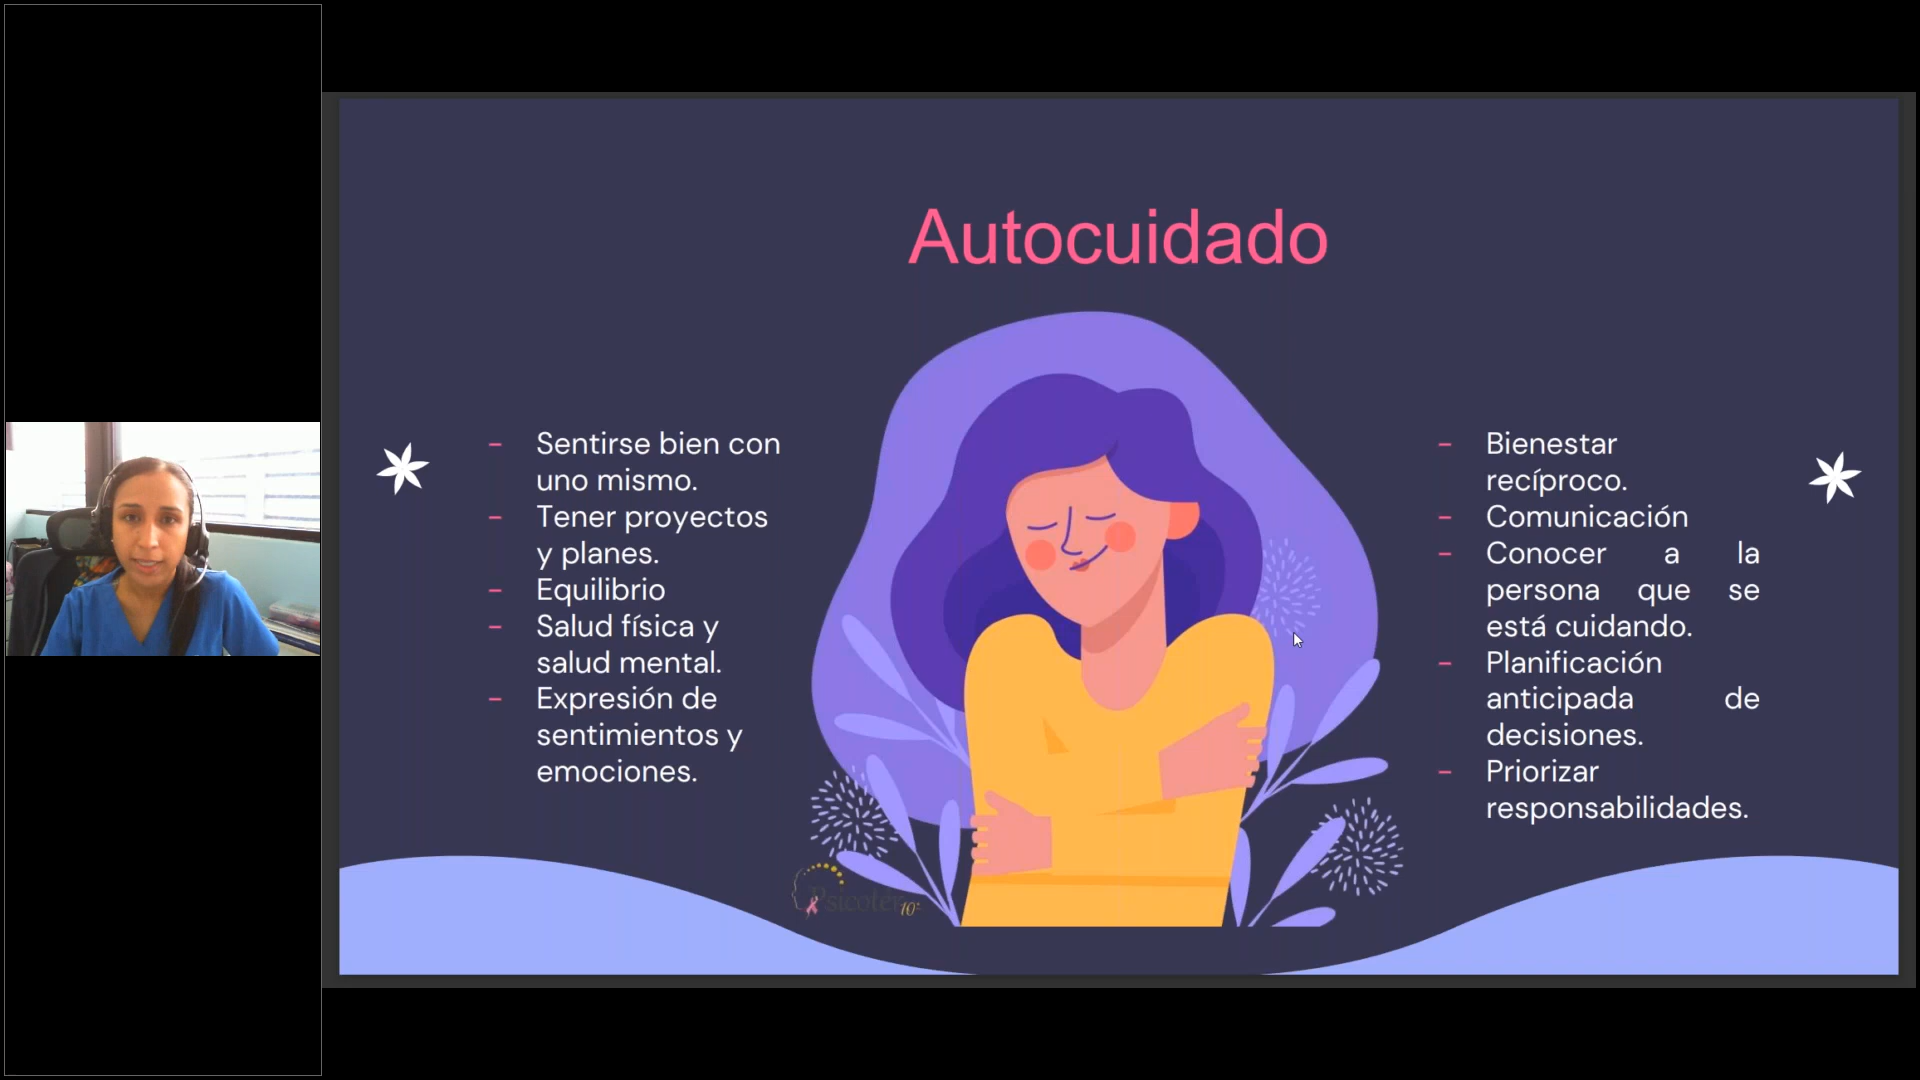 Autocuidado
- Sentirse bien con
uno mismo.
- Tener proyectos
y planes.
- Equilibrio
- Salud física y
salud mental.
- Expresión de
sentimientos y
emociones.
- Bienestar
recíproco.
- Comunicación
- Conocer a la
persona que se
está cuidando.
- Planificación
anticipada de
decisiones.
- Priorizar
responsabilidades.